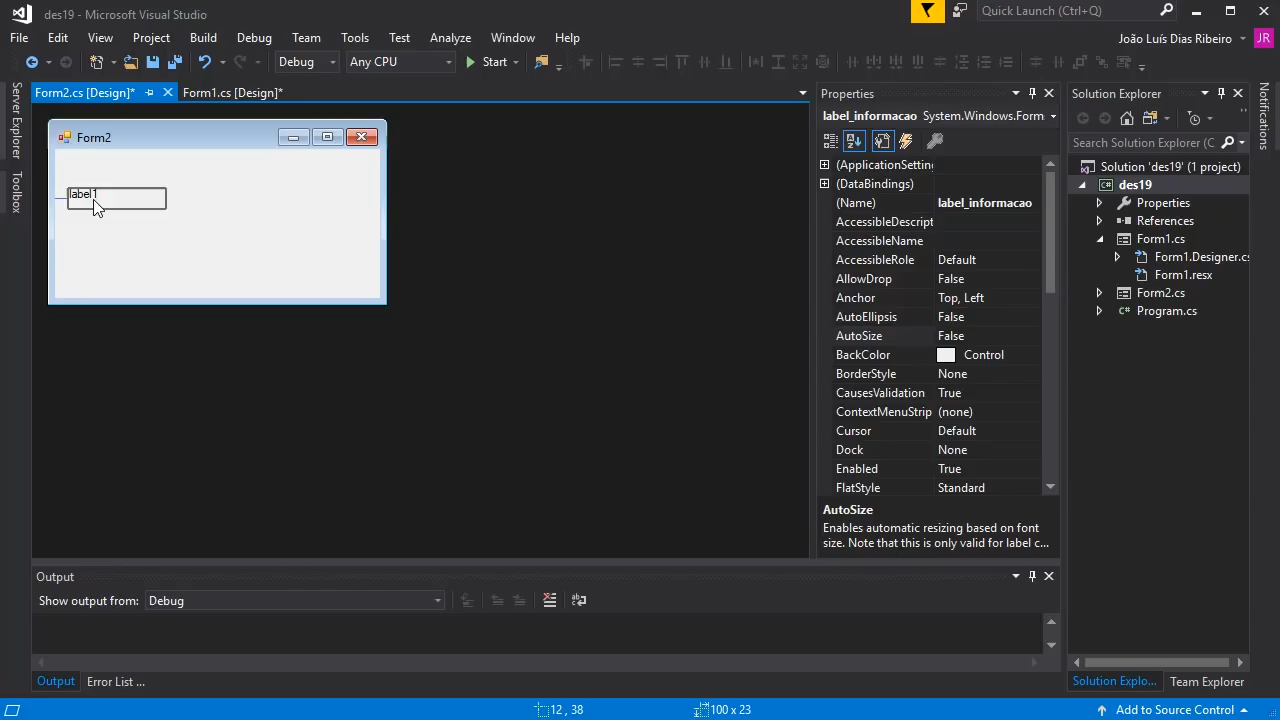 des19 - Microsoft Visual Studio
Quick Launch (Ctrl+Q)
File Edit View Project Build Debug Team Tools Test Analyze Window Help
João Luís Dias Ribeiro JR
Debug Any CPU Start
Server Explorer
Toolbox
Form2.cs [Design]* Form1.cs [Design]*
Form2
label1
Properties
label_informacao System.Windows.Form
(ApplicationSetting
(DataBindings)
(Name) label_informacao
AccessibleDescript
AccessibleName
AccessibleRole Default
AllowDrop False
Anchor Top, Left
AutoEllipsis False
AutoSize False
BackColor Control
BorderStyle None
CausesValidation True
ContextMenuStrip (none)
Cursor Default
Dock None
Enabled True
FlatStyle Standard
AutoSize
Enables automatic resizing based on font
size. Note that this is only valid for label c...
Solution Explorer
Search Solution Explorer (
Solution 'des19' (1 project)
des19
Properties
References
Form1.cs
Form1.Designer.cs
Form1.resx
Form2.cs
Program.cs
Notifications
Output
Show output from: Debug
Output Error List ...
Solution Explo... Team Explorer
12 , 38
100 x 23
Add to Source Control